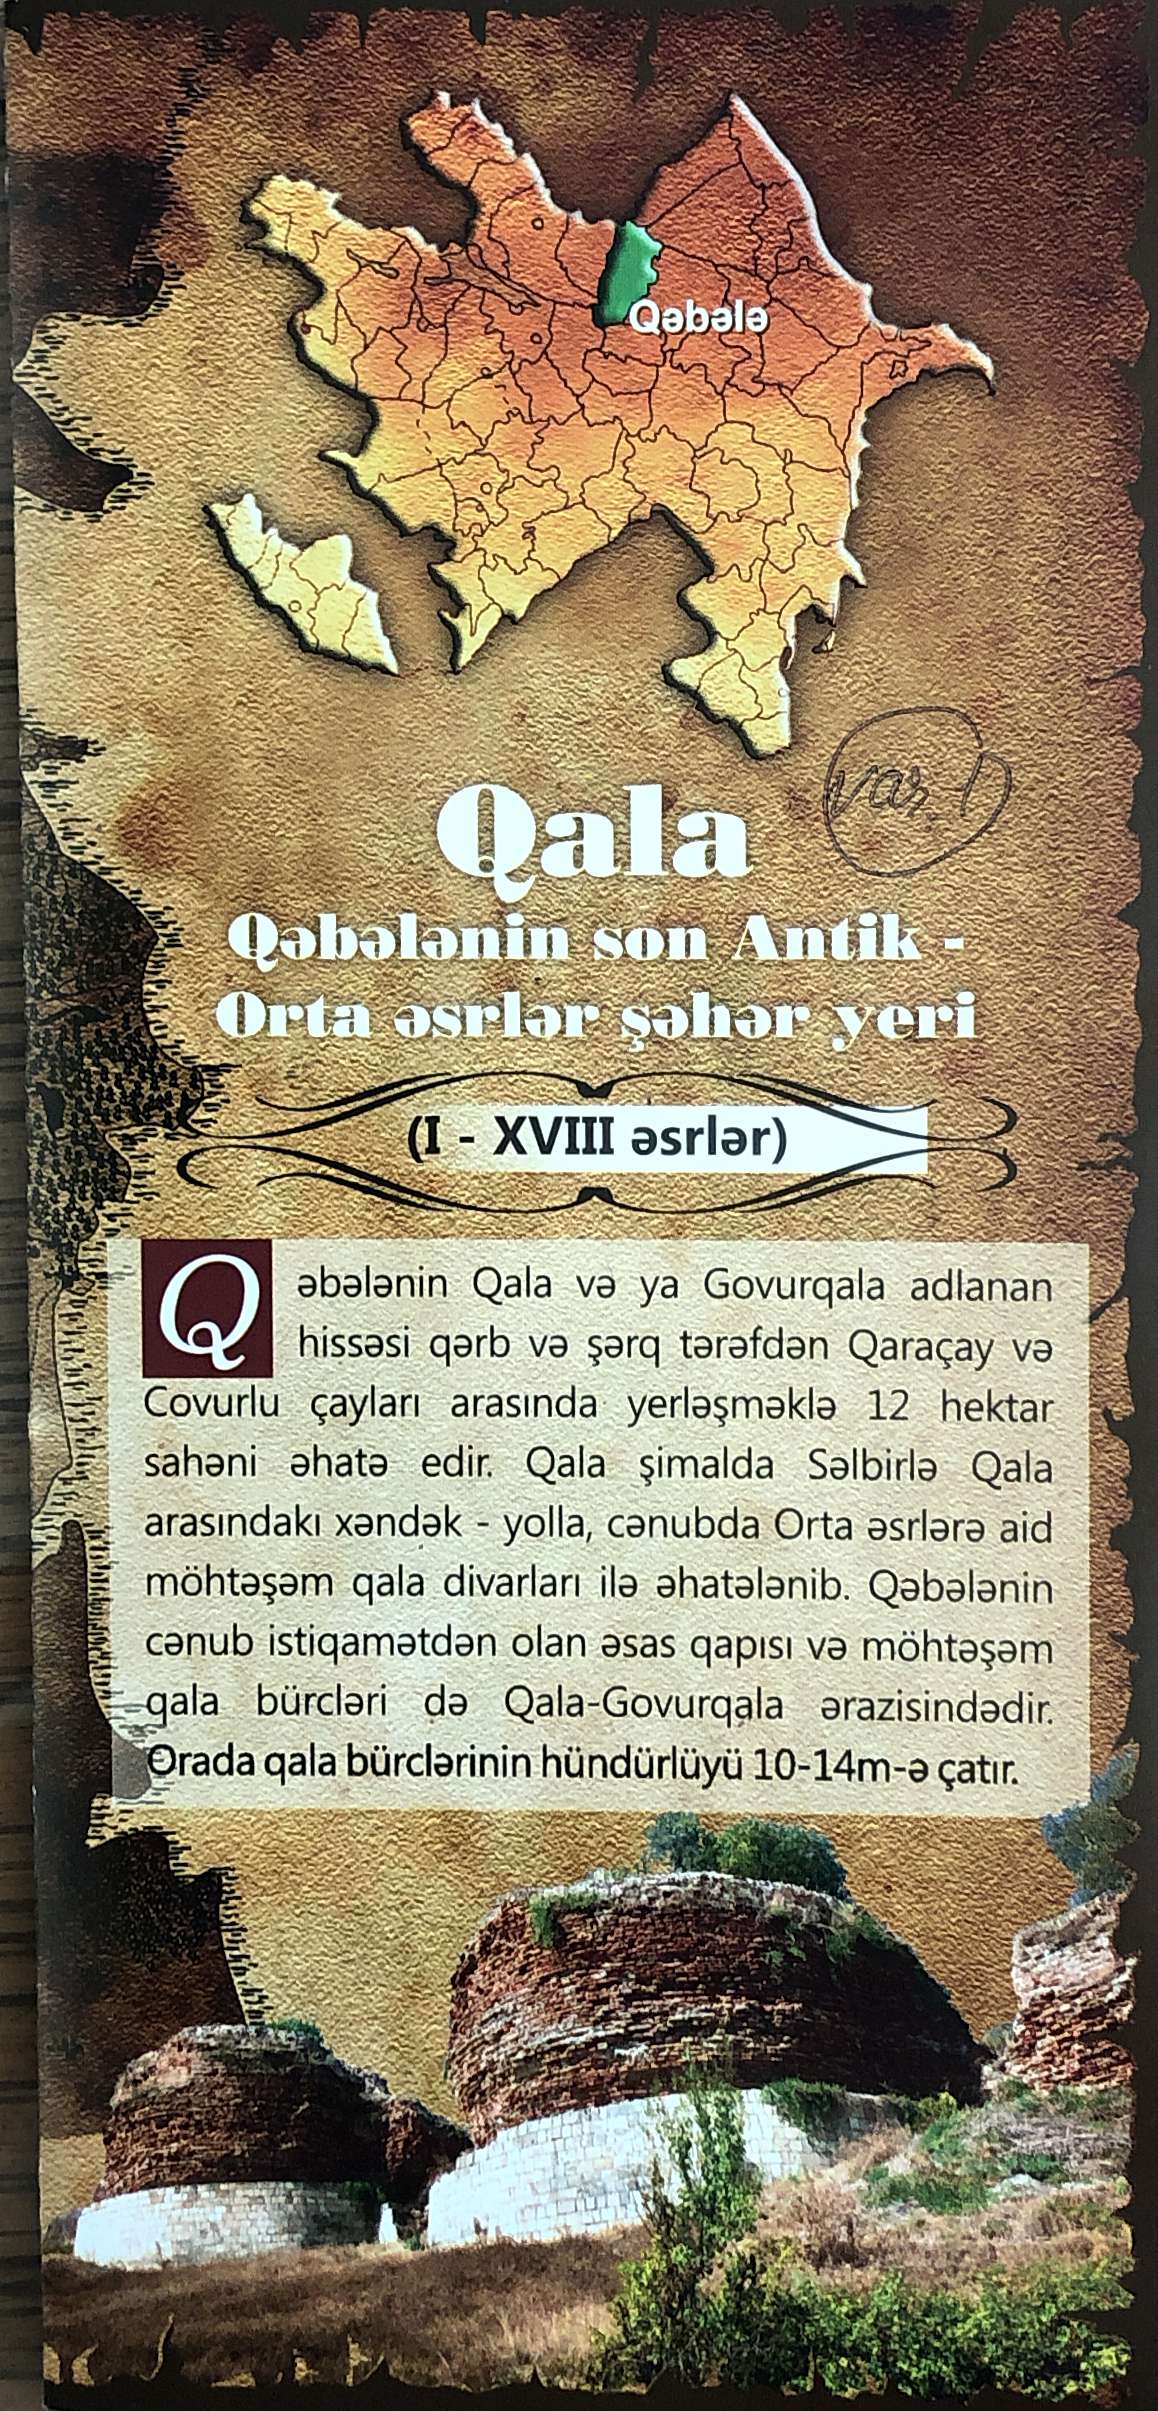 Qəbələ
var. 1
Qala
Qəbələnin son Antik -
Orta əsrlər şəhər yeri
(I - XVIII əsrlər)
Qəbələnin Qala və ya Govurqala adlanan
hissəsi qərb və şərq tərəfdən Qaraçay və
Covurlu çayları arasında yerləşməklə 12 hektar
sahəni əhatə edir. Qala şimalda Səlbirlə Qala
arasındakı xəndək - yolla, cənubda Orta əsrlərə aid
möhtəşəm qala divarları ilə əhatələnib. Qəbələnin
cənub istiqamətdən olan əsas qapısı və möhtəşəm
qala bürcləri də Qala-Govurqala ərazisindədir.
Orada qala bürclərinin hündürlüyü 10-14m-ə çatır.